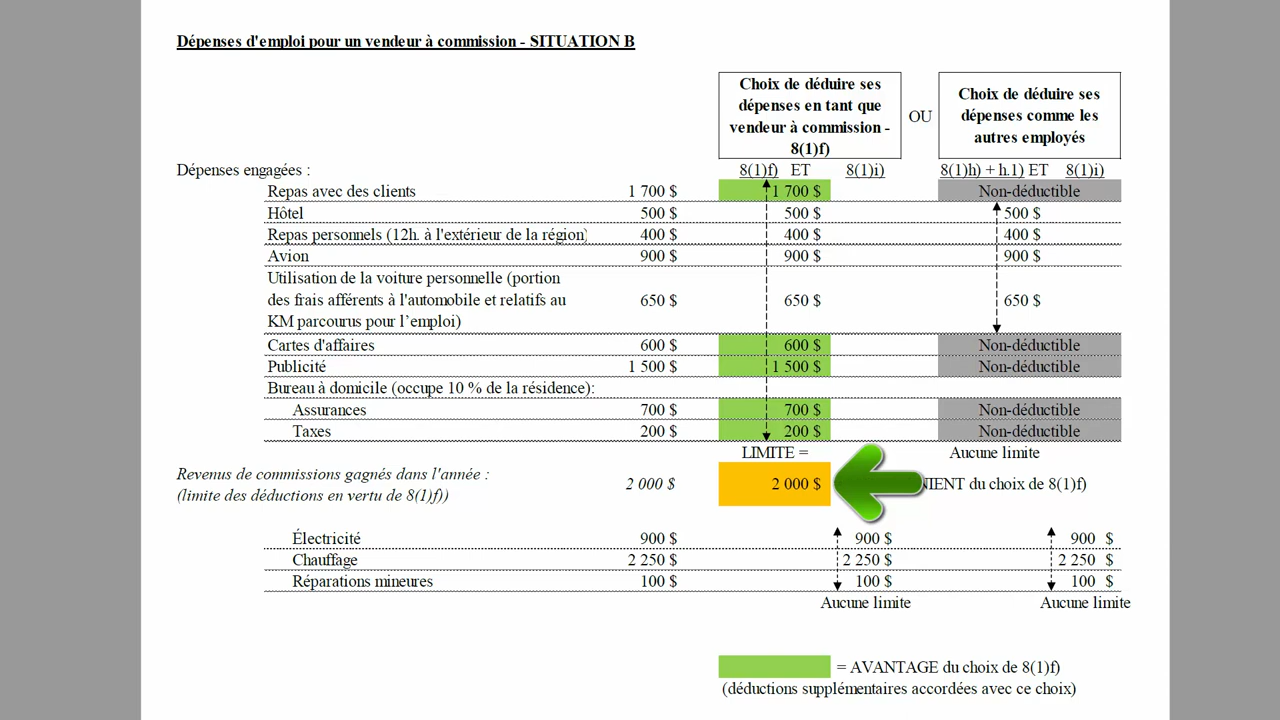 Dépenses d'emploi pour un vendeur à commission - SITUATION B
Choix de déduire ses
dépenses en tant que
vendeur à commission -
8(1)f)
OU
Choix de déduire ses
dépenses comme les
autres employés
Dépenses engagées : 8(1)f) ET 8(1)i) 8(1)h) + h.1) ET 8(1)i)
Repas avec des clients 1 700 $ 1 700 $ Non-déductible
Hôtel 500 $ 500 $ 500 $
Repas personnels (12h. à l'extérieur de la région) 400 $ 400 $ 400 $
Avion 900 $ 900 $ 900 $
Utilisation de la voiture personnelle (portion
des frais afférents à l'automobile et relatifs au 650 $ 650 $ 650 $
KM parcourus pour l’emploi)
Cartes d'affaires 600 $ 600 $ Non-déductible
Publicité 1 500 $ 1 500 $ Non-déductible
Bureau à domicile (occupe 10 % de la résidence):
Assurances 700 $ 700 $ Non-déductible
Taxes 200 $ 200 $ Non-déductible
LIMITE = Aucune limite
Revenus de commissions gagnés dans l'année :
(limite des déductions en vertu de 8(1)f)) 2 000 $ 2 000 $ du choix de 8(1)f)
Électricité 900 $ 900 $ 900 $
Chauffage 2 250 $ 2 250 $ 2 250 $
Réparations mineures 100 $ 100 $ 100 $
Aucune limite Aucune limite
= AVANTAGE du choix de 8(1)f)
(déductions supplémentaires accordées avec ce choix)